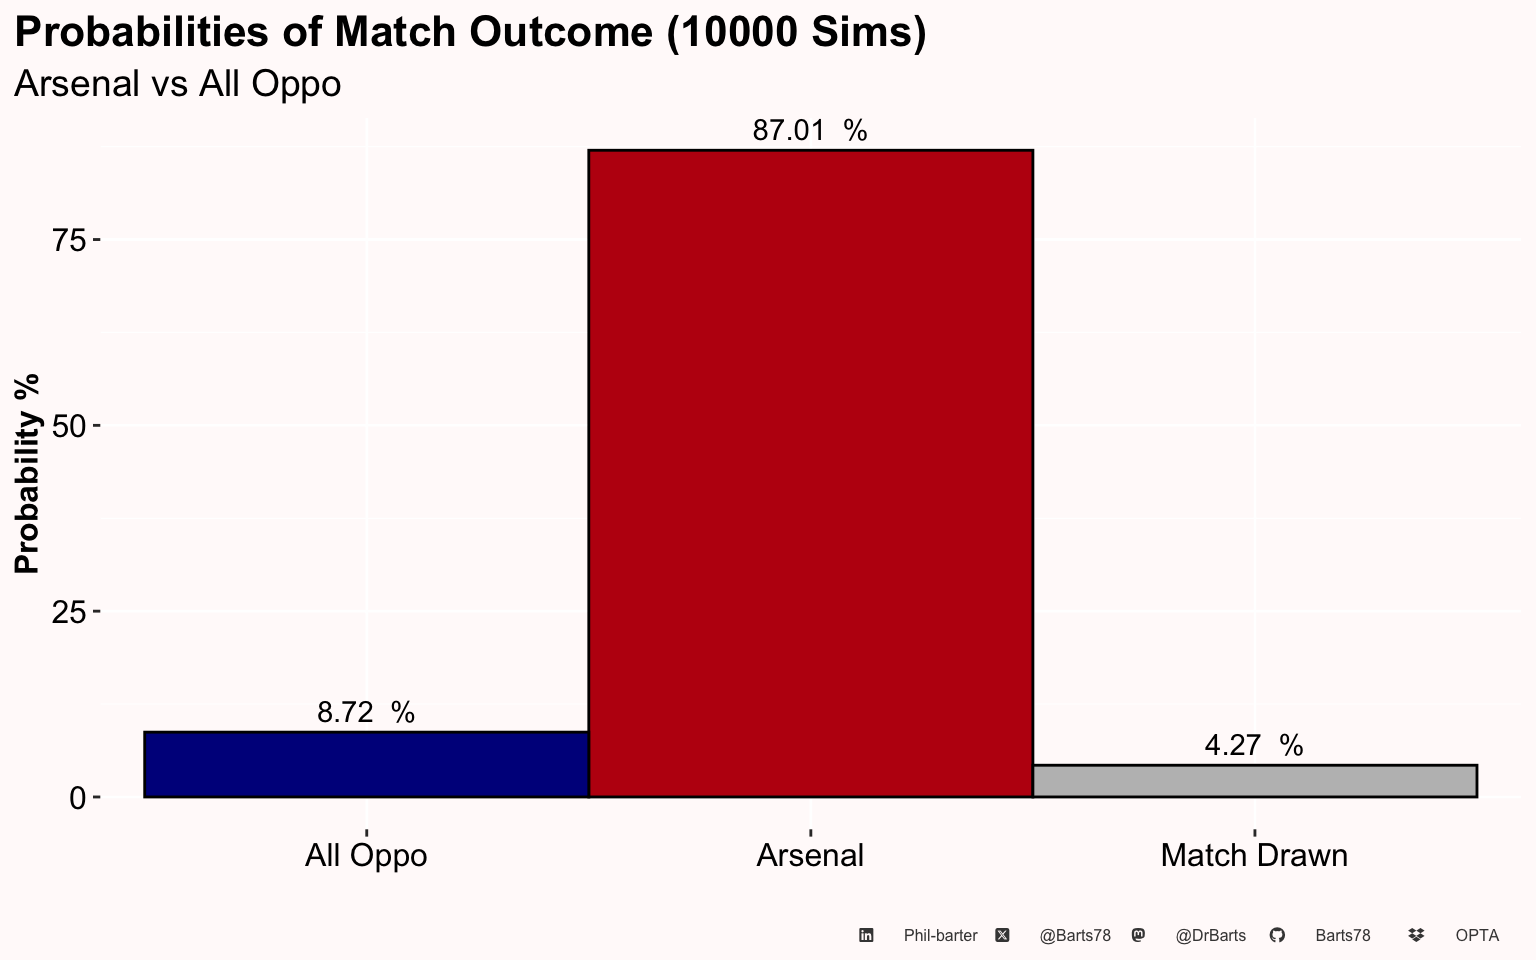 Probabilities of Match Outcome (10000 Sims)
Arsenal vs All Oppo
87.01 %
75
Probability %
50
25
8.72 %
4.27 %
0
All Oppo Arsenal Match Drawn
Phil-barter @Barts78 @DrBarts Barts78 OPTA